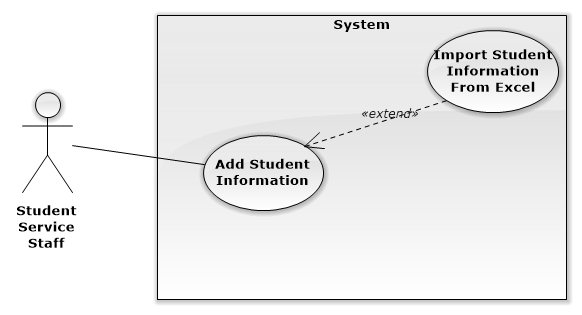 System
Import Student
Information
From Excel
«extend»
Add Student
Information
Student
Service
Staff